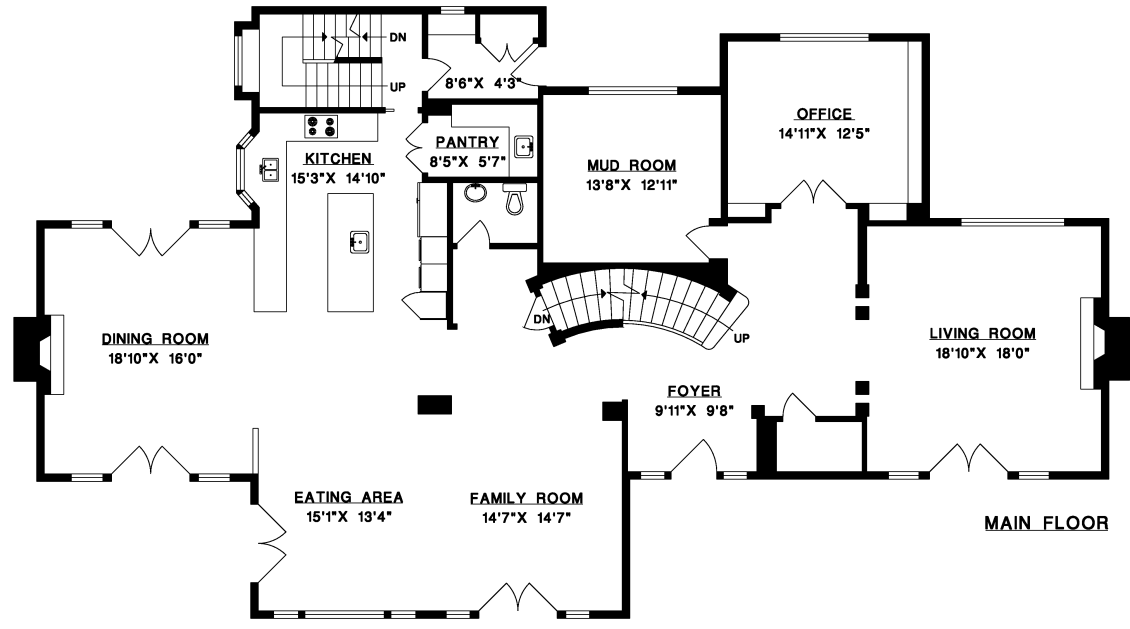 DN
UP
8'6"X 4'3"
PANTRY
8'5"X 5'7"
KITCHEN
15'3"X 14'10"
MUD ROOM
13'8"X 12'11"
OFFICE
14'11"X 12'5"
DINING ROOM
18'10"X 16'0"
DN
UP
LIVING ROOM
18'10"X 18'0"
FOYER
9'11"X 9'8"
EATING AREA
15'1"X 13'4"
FAMILY ROOM
14'7"X 14'7"
MAIN FLOOR